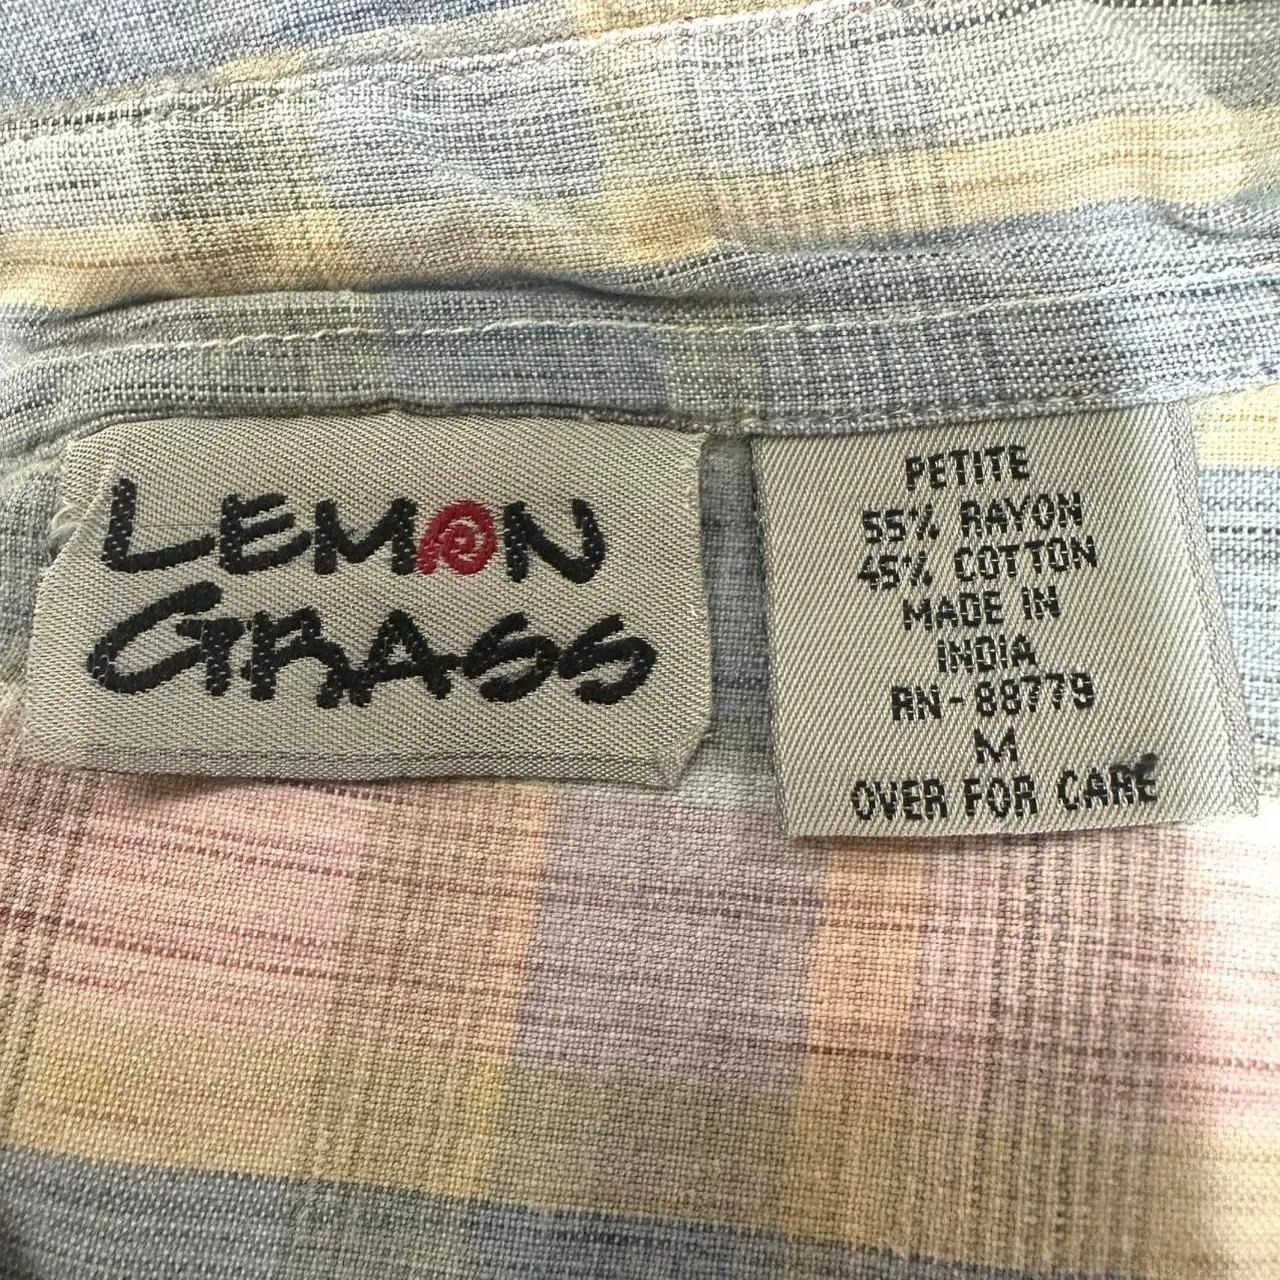 LEMON
GRASS
PETITE
55% RAYON
45% COTTON
MADE IN
INDIA
RN-88779
M
OVER FOR CARE